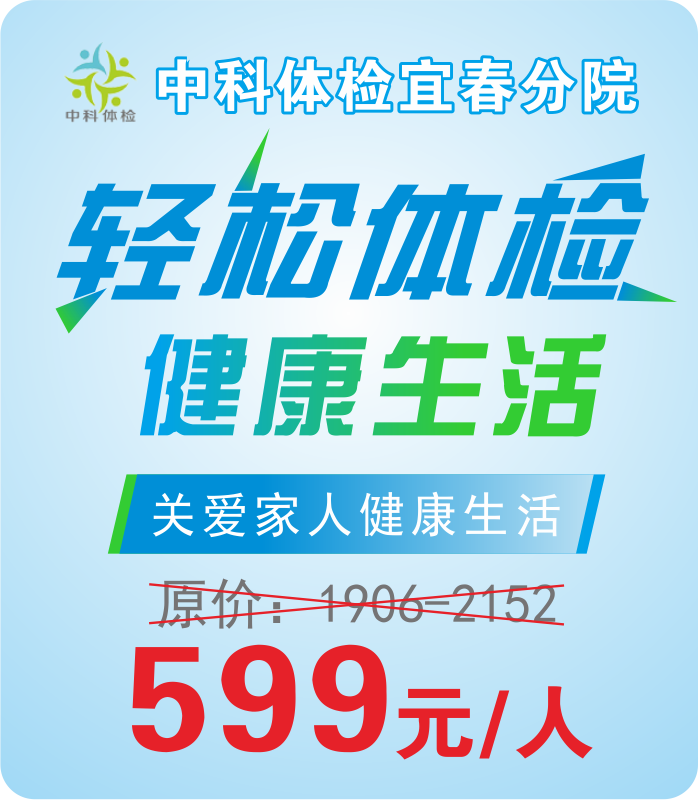 中科体检
中科体检宜春分院
轻松体检
健康生活
关爱家人健康生活
原价:1906-2152
599元/人